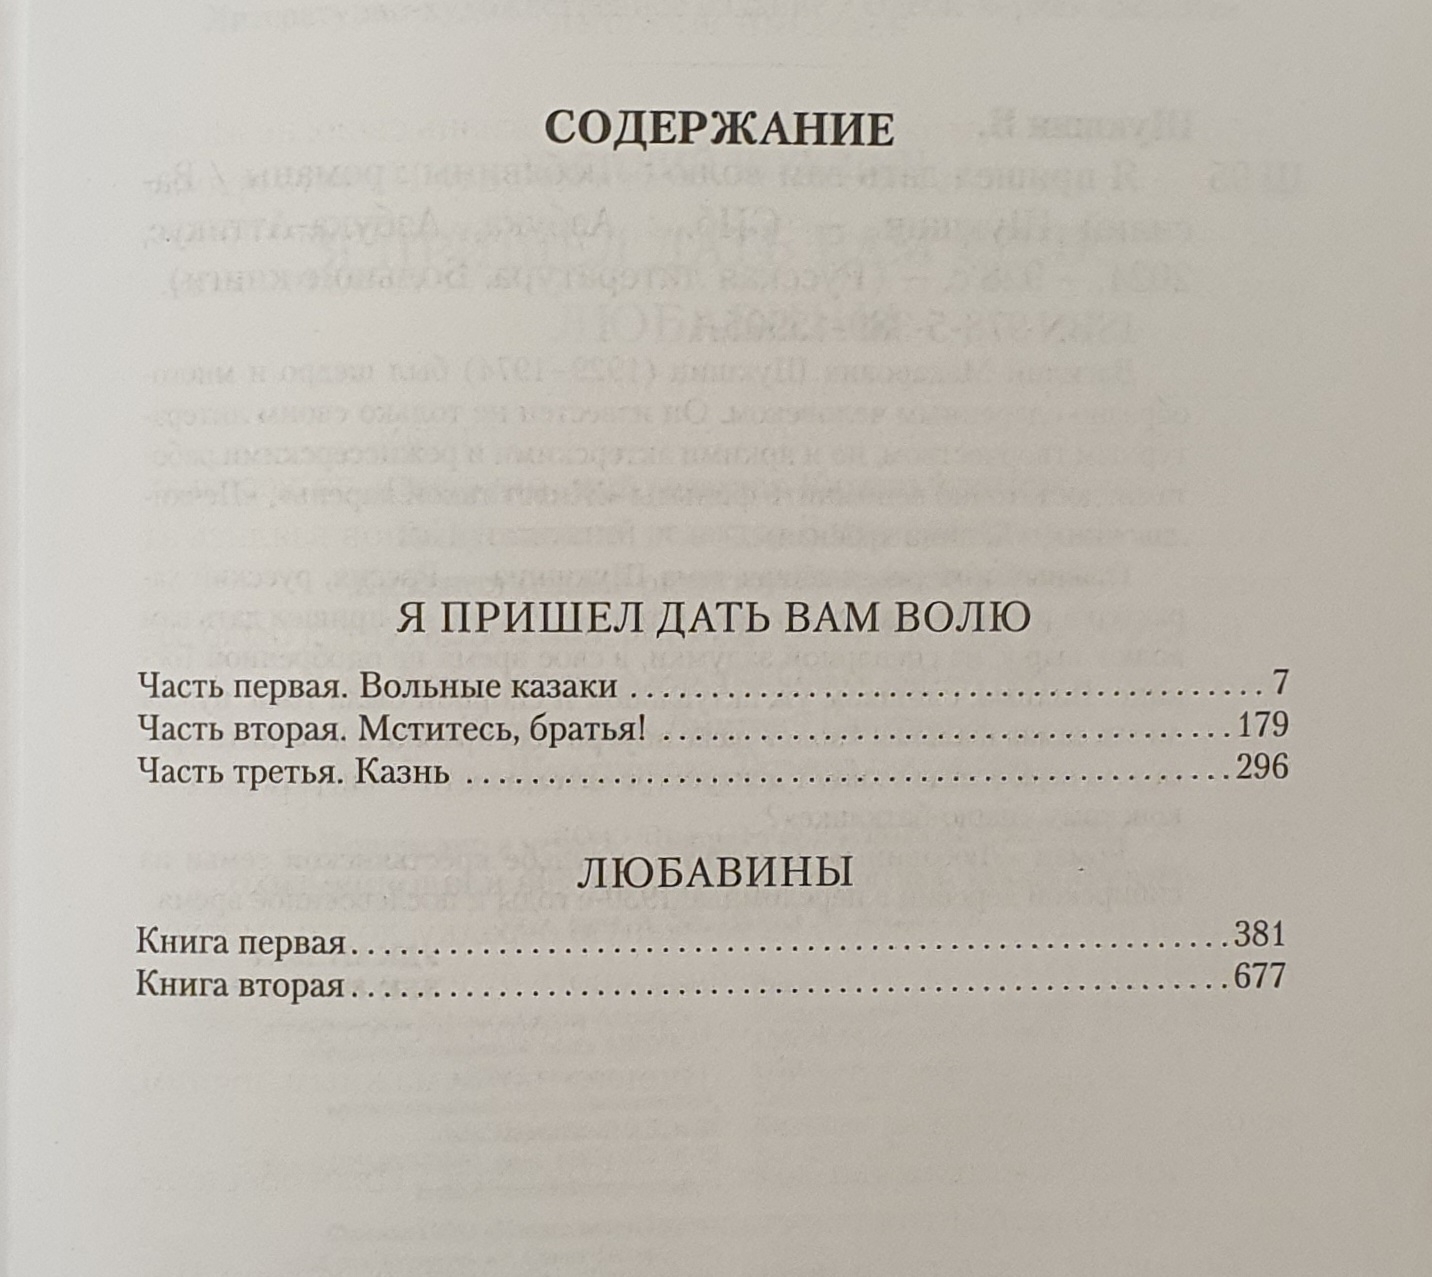 СОДЕРЖАНИЕ
Я ПРИШЕЛ ДАТЬ ВАМ ВОЛЮ
Часть первая. Вольные казаки . . . . . . . . . . . . . . . . . . . . . . . . . . . . . . . . . . . . . . . . 7
Часть вторая. Мститесь, братья! . . . . . . . . . . . . . . . . . . . . . . . . . . . . . . . . . . . . 179
Часть третья. Казнь . . . . . . . . . . . . . . . . . . . . . . . . . . . . . . . . . . . . . . . . . . . . . . . . 296
ЛЮБАВИНЫ
Книга первая. . . . . . . . . . . . . . . . . . . . . . . . . . . . . . . . . . . . . . . . . . . . . . . . . . . . . . . 381
Книга вторая. . . . . . . . . . . . . . . . . . . . . . . . . . . . . . . . . . . . . . . . . . . . . . . . . . . . . . . 677